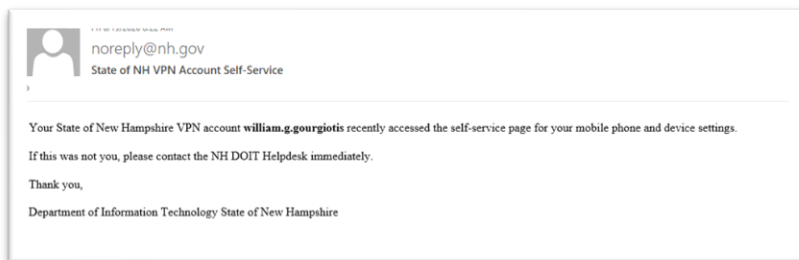 noreply@nh.gov
State of NH VPN Account Self-Service
Your State of New Hampshire VPN account william.g.gourgiotis recently accessed the self-service page for your mobile phone and device settings.
If this was not you, please contact the NH DOIT Helpdesk immediately.
Thank you,
Department of Information Technology State of New Hampshire